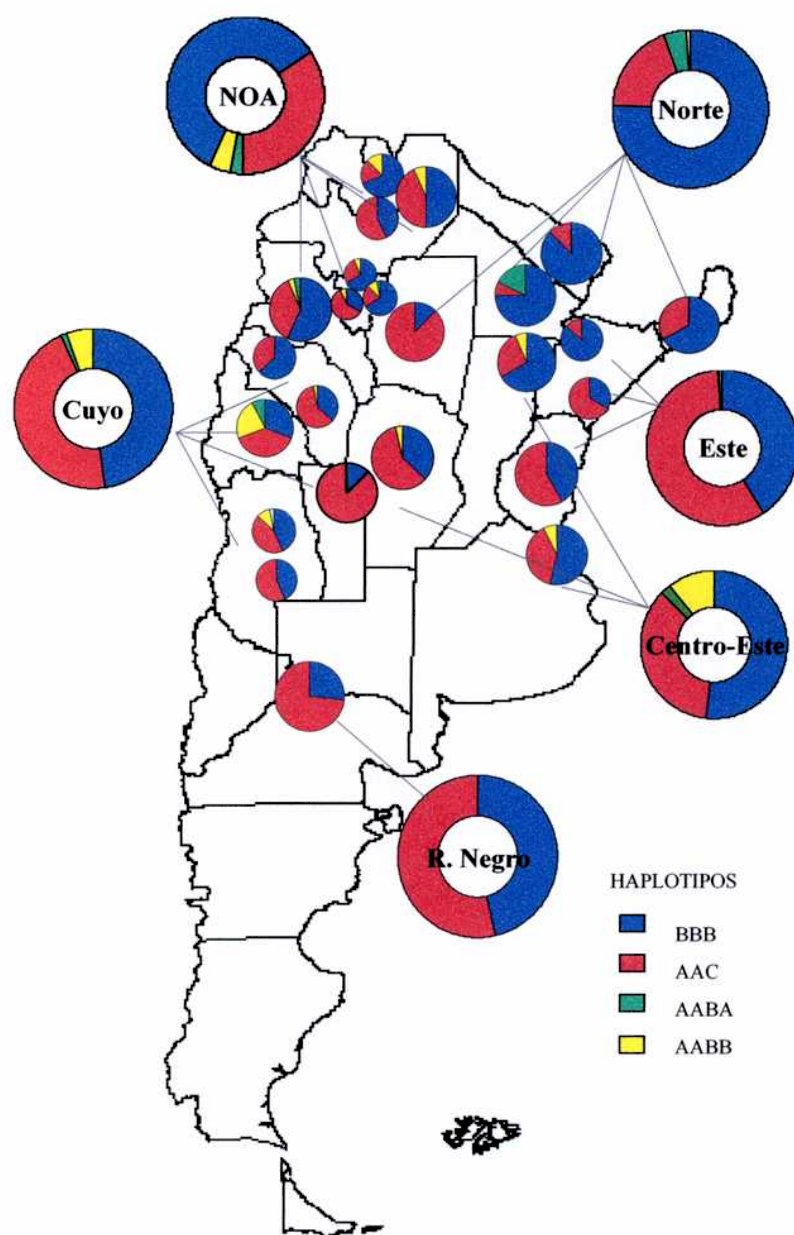 NOA
Norte
Cuyo
Este
Centro-Este
R. Negro
HAPLOTIPOS
BBB
AAC
AABA
AABB